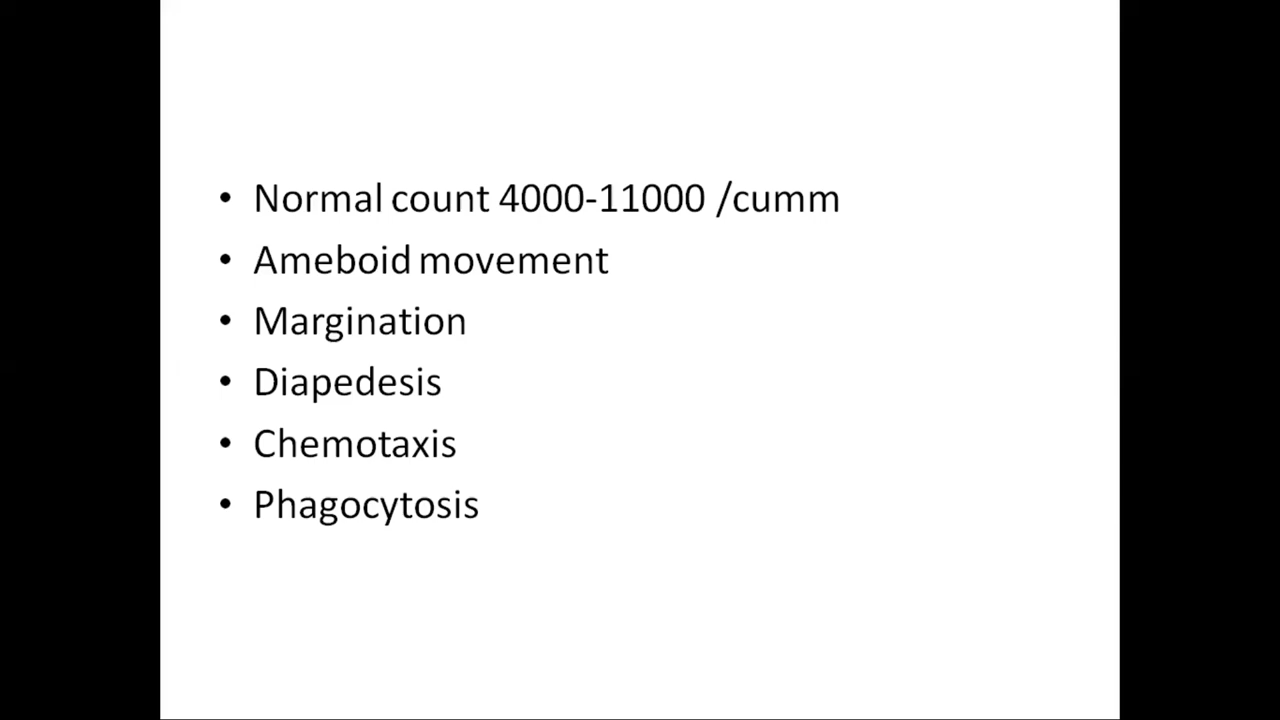 • Normal count 4000-11000 /cumm
• Ameboid movement
• Margination
• Diapedesis
• Chemotaxis
• Phagocytosis